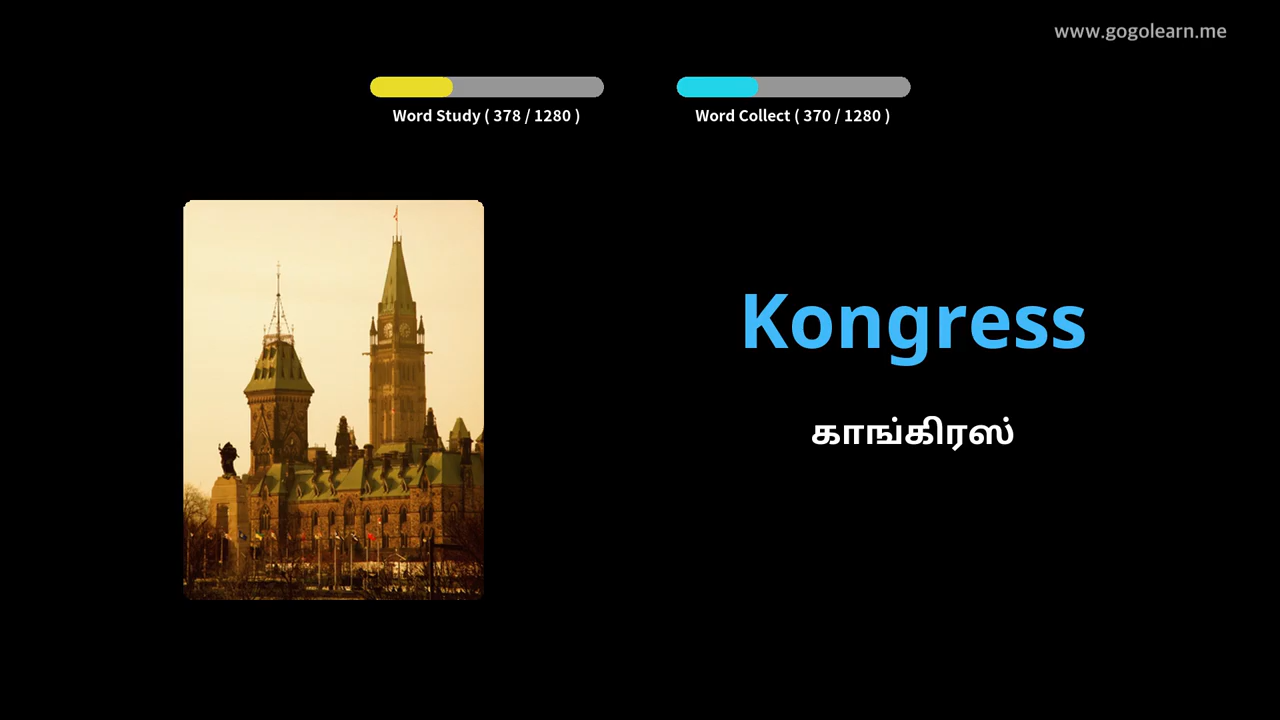 www.gogolearn.me
Word Study ( 378 / 1280 )
Word Collect ( 370 / 1280 )
Kongress
காங்கிரஸ்